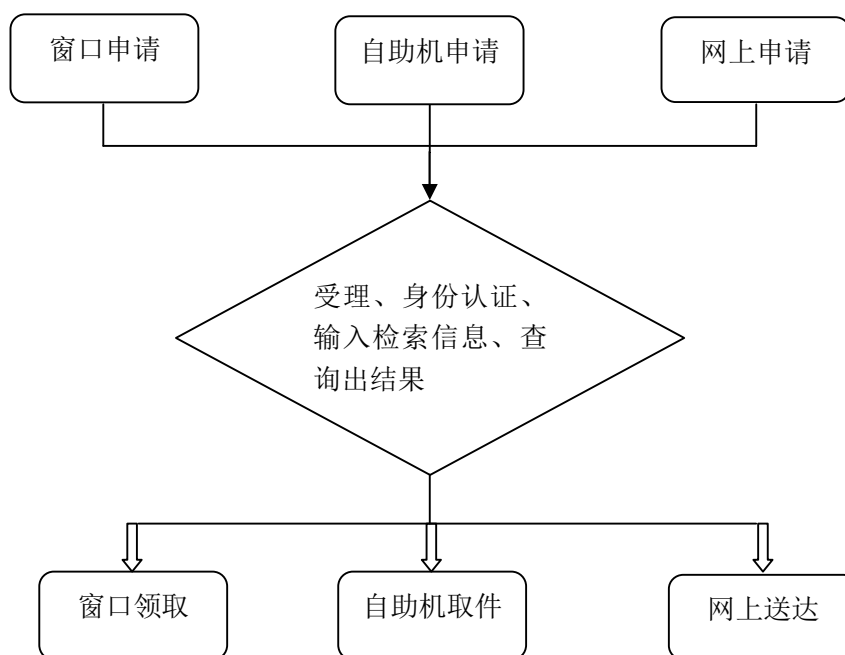 窗口申请
自助机申请
网上申请
受理、身份认证、
输入检索信息、查
询出结果
窗口领取
自助机取件
网上送达